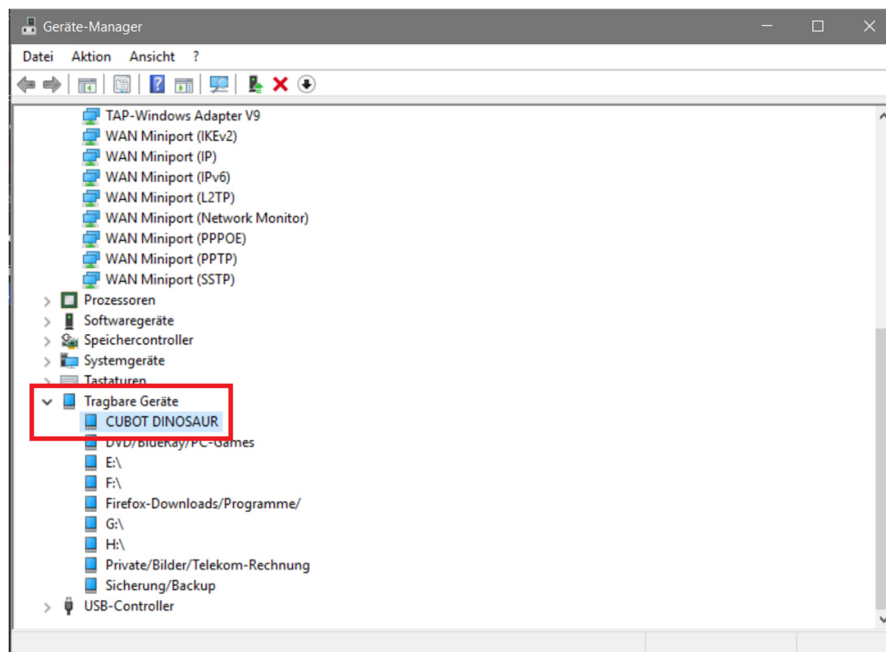 Geräte-Manager
Datei Aktion Ansicht ?
TAP-Windows Adapter V9
WAN Miniport (IKEv2)
WAN Miniport (IP)
WAN Miniport (IPv6)
WAN Miniport (L2TP)
WAN Miniport (Network Monitor)
WAN Miniport (PPPOE)
WAN Miniport (PPTP)
WAN Miniport (SSTP)
Prozessoren
Softwaregeräte
Speichercontroller
Systemgeräte
Tastaturen
Tragbare Geräte
CUBOT DINOSAUR
DVD/BlueRay/PC-Games
E:\
F:\
Firefox-Downloads/Programme/
G:\
H:\
Private/Bilder/Telekom-Rechnung
Sicherung/Backup
USB-Controller